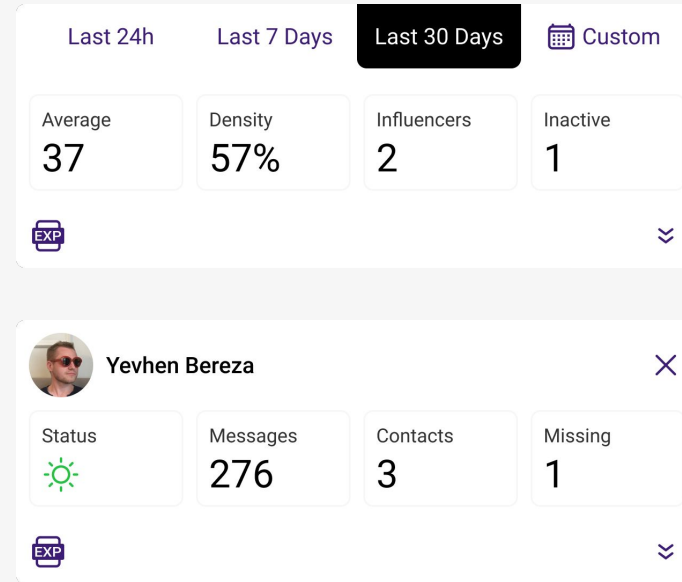 Last 24h Last 7 Days Last 30 Days Custom
Average Density Influencers Inactive
37 57% 2 1
EXP
Yevhen Bereza
Status Messages Contacts Missing
276 3 1
EXP